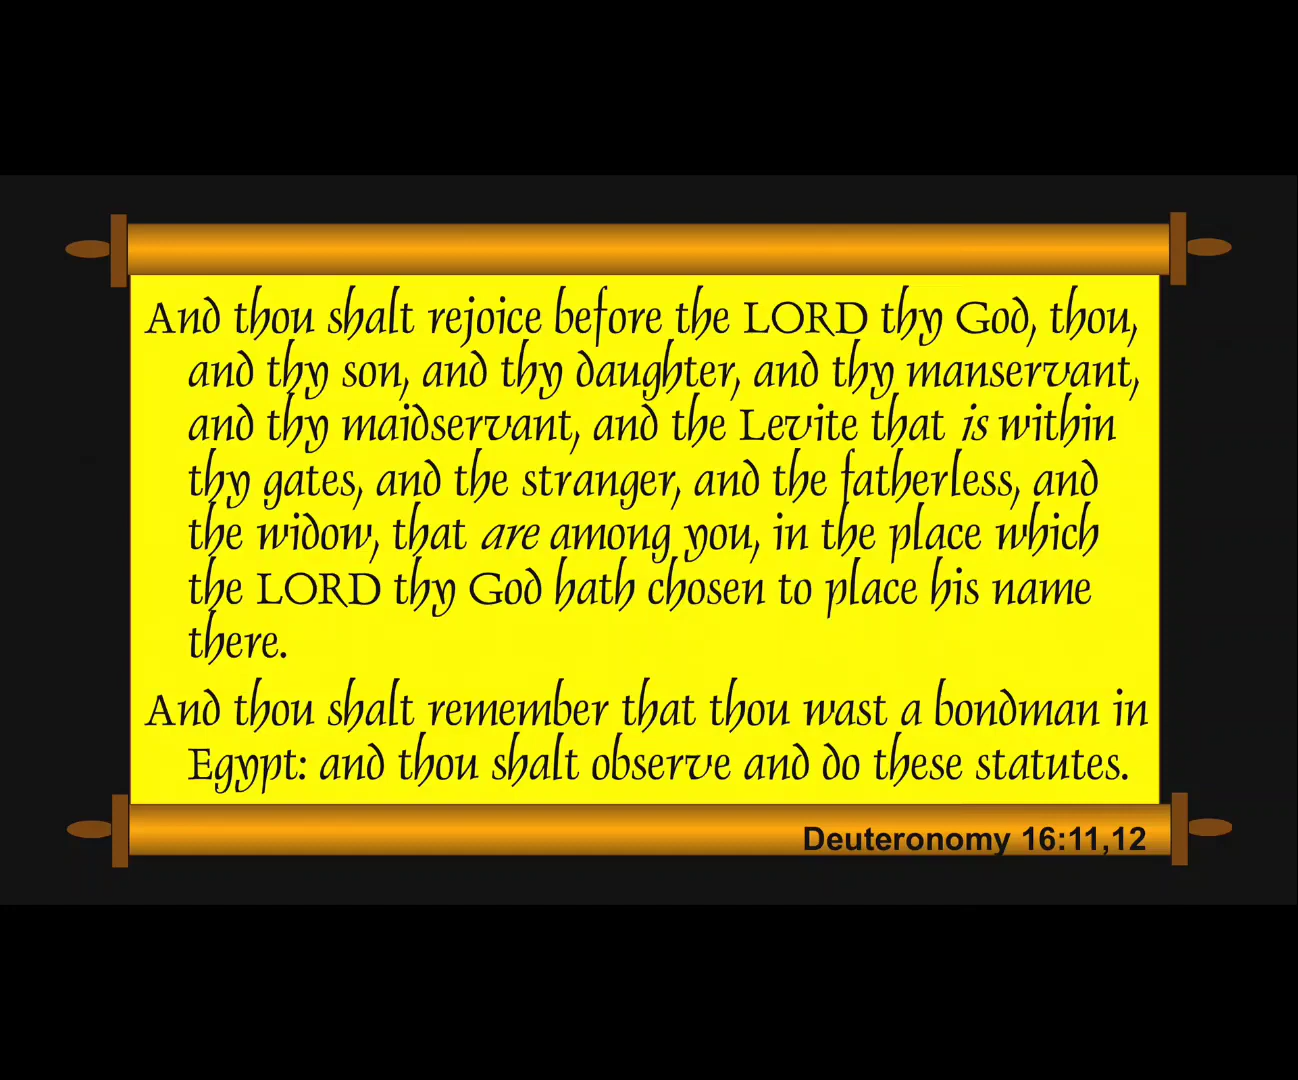 And thou shalt rejoice before the LORD thy God, thou,
and thy son, and thy daughter, and thy manservant,
and thy maidservant, and the Levite that is within
thy gates, and the stranger, and the fatherless, and
the widow, that are among you, in the place which
the LORD thy God hath chosen to place his name
there.
And thou shalt remember that thou wast a bondman in
Egypt: and thou shalt observe and do these statutes.
Deuteronomy 16:11,12